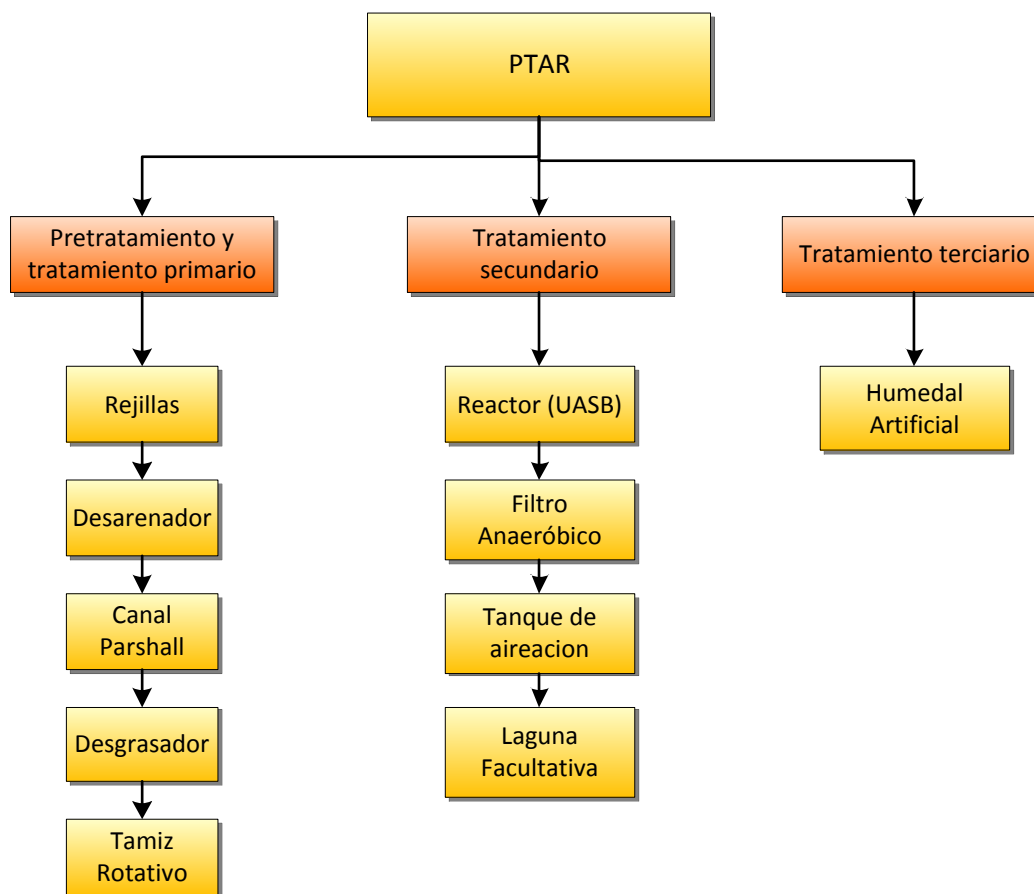 PTAR
Pretratamiento y
tratamiento primario
Tratamiento
secundario
Tratamiento terciario
Rejillas
Desarenador
Canal
Parshall
Desgrasador
Tamiz
Rotativo
Reactor (UASB)
Filtro
Anaeróbico
Tanque de
aireacion
Laguna
Facultativa
Humedal
Artificial